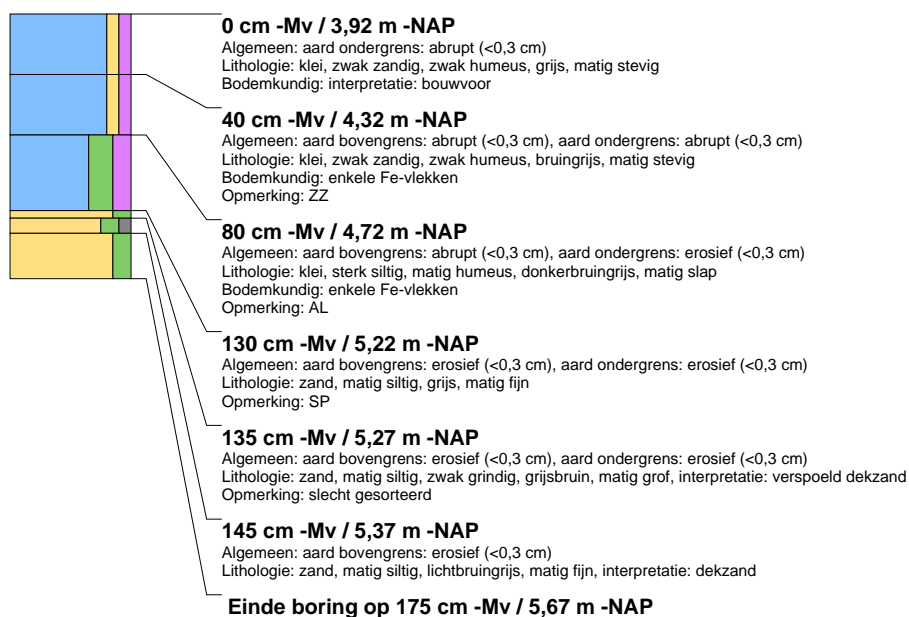 0 cm -Mv / 3,92 m -NAP
Algemeen: aard ondergrens: abrupt (<0,3 cm)
Lithologie: klei, zwak zandig, zwak humeus, grijs, matig stevig
Bodemkundig: interpretatie: bouwvoor
40 cm -Mv / 4,32 m -NAP
Algemeen: aard bovengrens: abrupt (<0,3 cm), aard ondergrens: abrupt (<0,3 cm)
Lithologie: klei, zwak zandig, zwak humeus, bruingrijs, matig stevig
Bodemkundig: enkele Fe-vlekken
Opmerking: ZZ
80 cm -Mv / 4,72 m -NAP
Algemeen: aard bovengrens: abrupt (<0,3 cm), aard ondergrens: erosief (<0,3 cm)
Lithologie: klei, sterk siltig, matig humeus, donkerbruingrijs, matig slap
Bodemkundig: enkele Fe-vlekken
Opmerking: AL
130 cm -Mv / 5,22 m -NAP
Algemeen: aard bovengrens: erosief (<0,3 cm), aard ondergrens: erosief (<0,3 cm)
Lithologie: zand, matig siltig, grijs, matig fijn
Opmerking: SP
135 cm -Mv / 5,27 m -NAP
Algemeen: aard bovengrens: erosief (<0,3 cm), aard ondergrens: erosief (<0,3 cm)
Lithologie: zand, matig siltig, zwak grindig, grijsbruin, matig grof, interpretatie: verspoeld dekzand
Opmerking: slecht gesorteerd
145 cm -Mv / 5,37 m -NAP
Algemeen: aard bovengrens: erosief (<0,3 cm)
Lithologie: zand, matig siltig, lichtbruingrijs, matig fijn, interpretatie: dekzand
Einde boring op 175 cm -Mv / 5,67 m -NAP